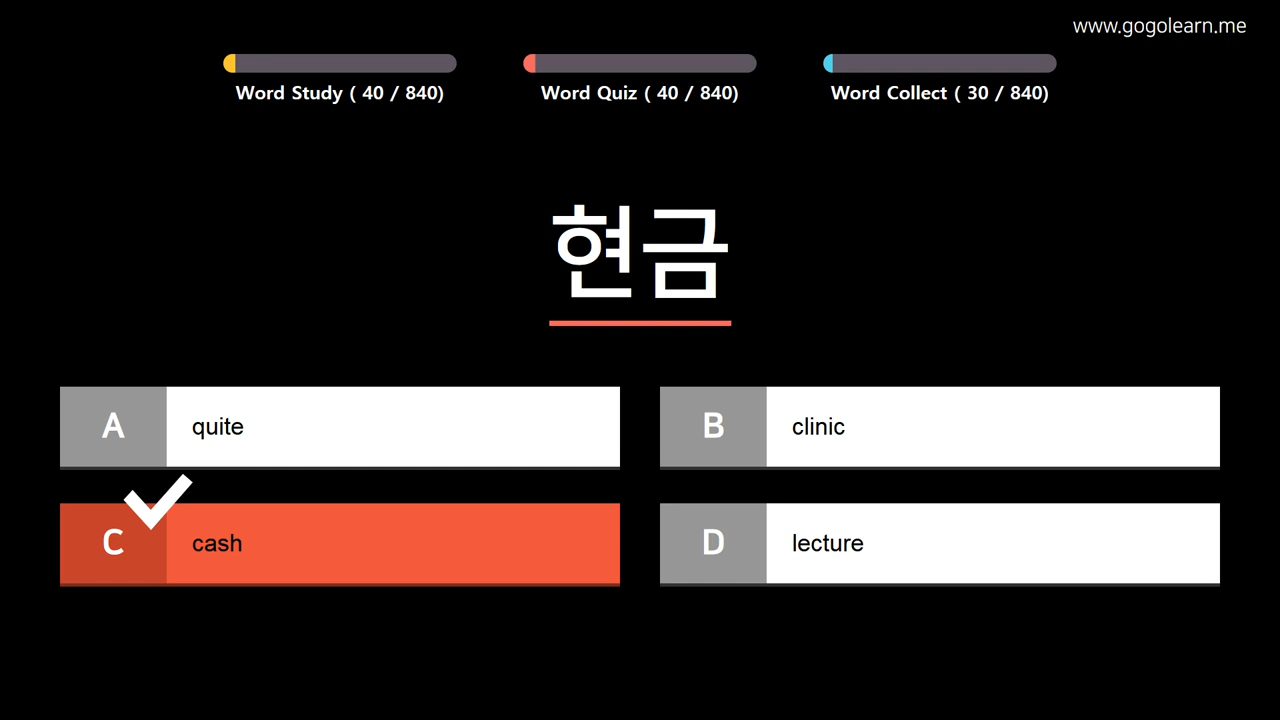 www.gogolearn.me
Word Study ( 40 / 840)
Word Quiz ( 40 / 840)
Word Collect ( 30 / 840)
현금
A quite
B clinic
C cash
D lecture